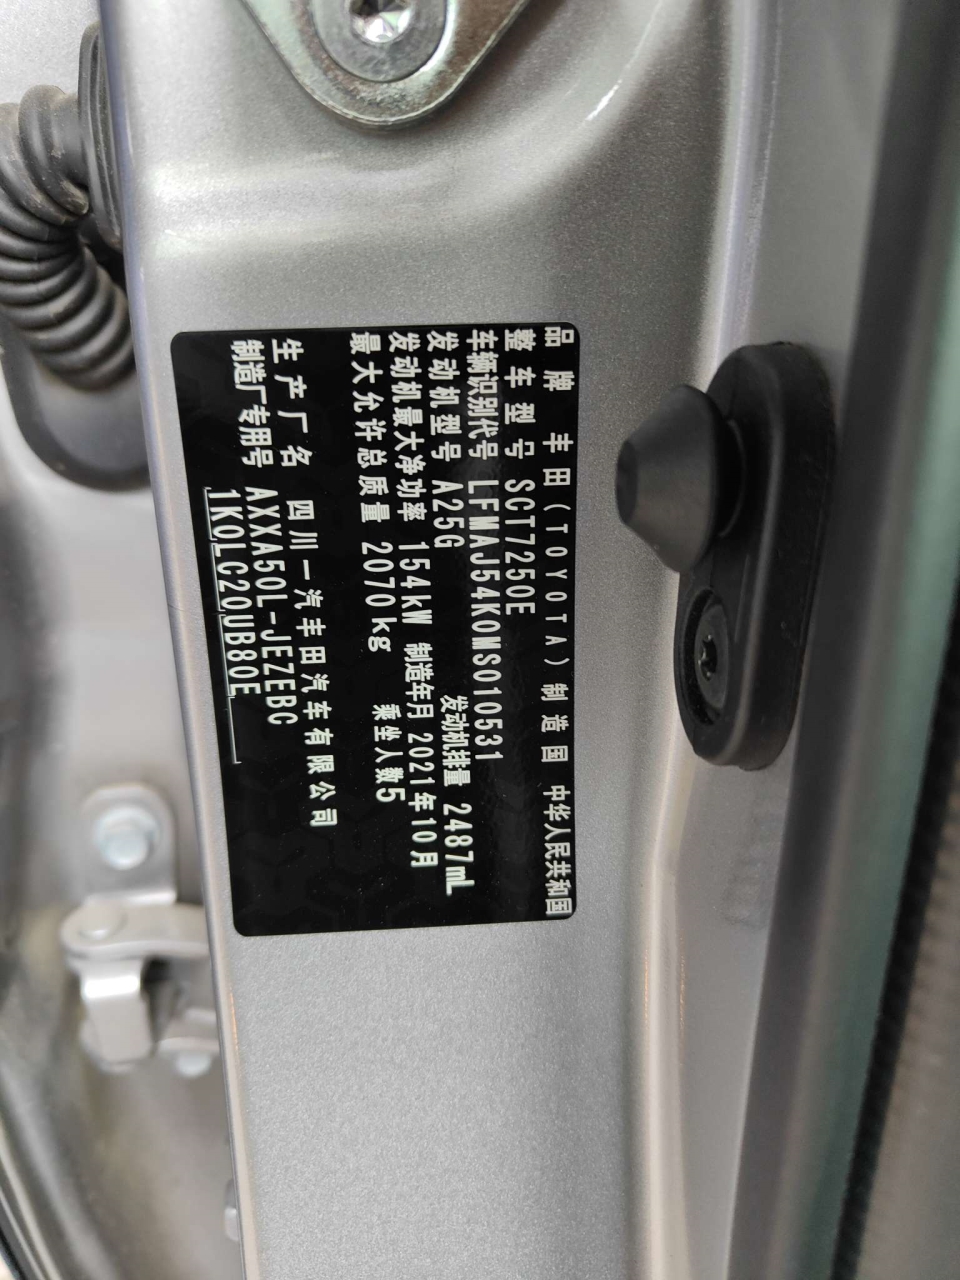 品牌 丰田(TOYOTA) 制造国 中华人民共和国
整车型号 SCT7250E
车辆识别代号 LFMAJ54K0MS010531
发动机型号 A25G 发动机排量 2487mL
发动机最大净功率 154kW 制造年月 2021年10月
最大允许总质量 2070kg 乘坐人数5
生产厂名 四川一汽丰田汽车有限公司
制造厂专用号 AXXA50L-JEZEBC
1K0LC20UB80E